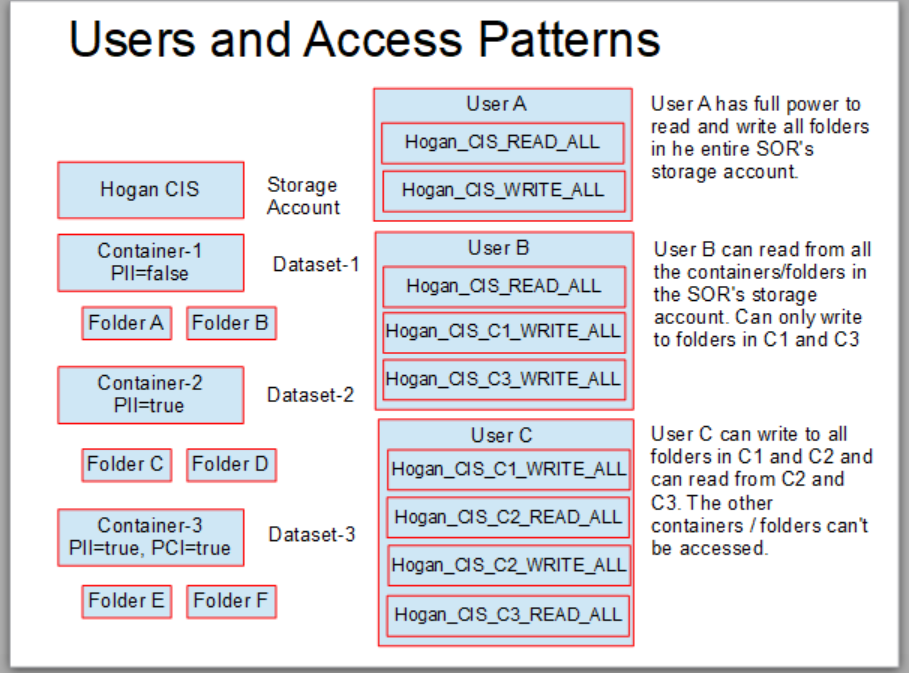 Users and Access Patterns
Hogan CIS
Storage
Account
Container-1
PII=false
Dataset-1
Folder A
Folder B
Container-2
PII=true
Dataset-2
Folder C
Folder D
Container-3
PII=true, PCI=true
Dataset-3
Folder E
Folder F
User A
Hogan_CIS_READ_ALL
Hogan_CIS_WRITE_ALL
User A has full power to
read and write all folders
in he entire SOR's
storage account.
User B
Hogan_CIS_READ_ALL
Hogan_CIS_C1_WRITE_ALL
Hogan_CIS_C3_WRITE_ALL
User B can read from all
the containers/folders in
the SOR's storage
account. Can only write
to folders in C1 and C3
User C
Hogan_CIS_C1_WRITE_ALL
Hogan_CIS_C2_READ_ALL
Hogan_CIS_C2_WRITE_ALL
Hogan_CIS_C3_READ_ALL
User C can write to all
folders in C1 and C2 and
can read from C2 and
C3. The other
containers / folders can't
be accessed.